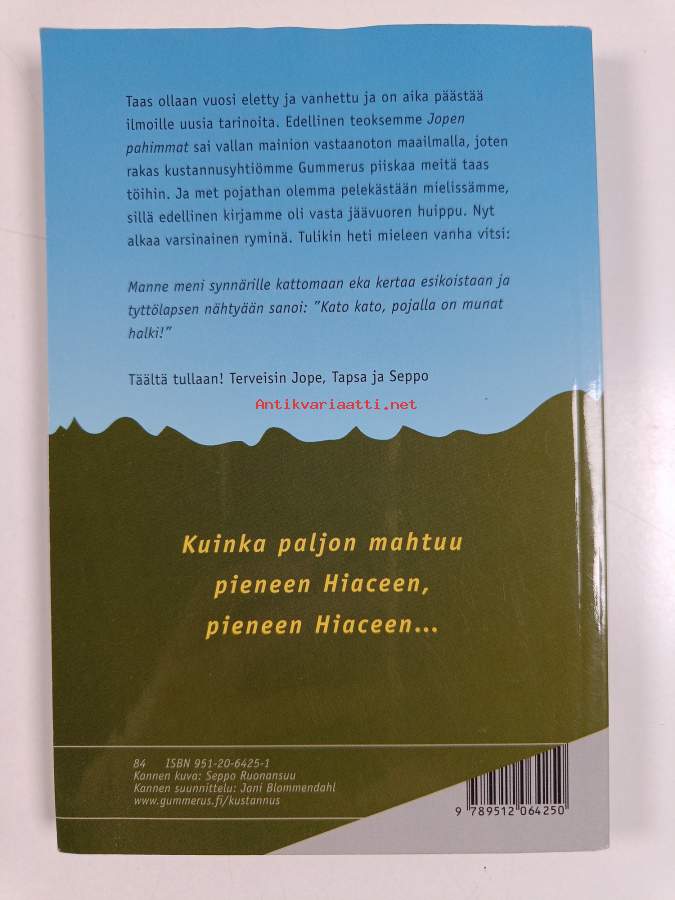 Taas ollaan vuosi eletty ja vanhettu ja on aika päästää
ilmoille uusia tarinoita. Edellinen teoksemme Jopen
pahimmat sai vallan mainion vastaanoton maailmalla, joten
rakas kustannusyhtiömme Gummerus piiskaa meitä taas
töihin. Ja met pojathan olemma pelekästään mielissämme,
sillä edellinen kirjamme oli vasta jäävuoren huippu. Nyt
alkaa varsinainen ryminä. Tulikin heti mieleen vanha vitsi:
Manne meni synnärille kattomaan eka kertaa esikoistaan ja
tyttölapsen nähtyään sanoi: ”Kato kato, pojalla on munat
halki!”
Täältä tullaan! Terveisin Jope, Tapsa ja Seppo
Antikvariaatti.net
Kuinka paljon mahtuu
pieneen Hiaceen,
pieneen Hiaceen...
84 ISBN 951-20-6425-1
Kannen kuva: Seppo Ruonansuu
Kannen suunnittelu: Jani Blommendahl
www.gummerus.fi/kustannus
9 789512 064250